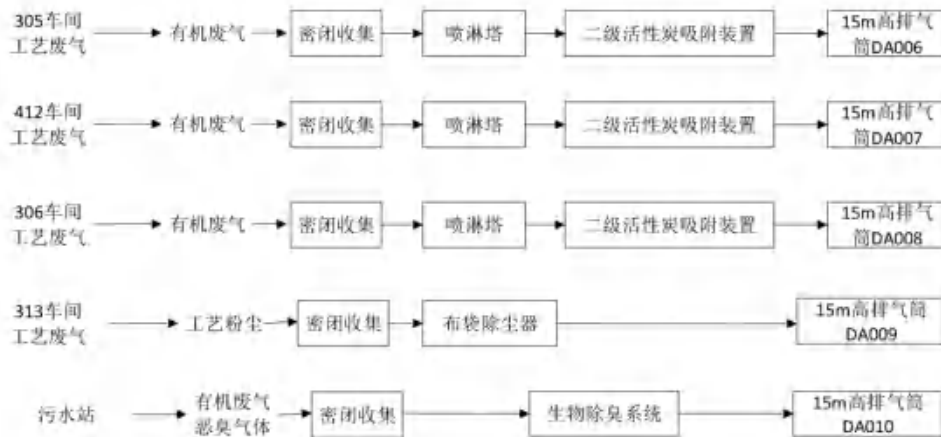 305车间
工艺废气
有机废气
密闭收集
喷淋塔
二级活性炭吸附装置
15m高排气
筒DA006
412车间
工艺废气
有机废气
密闭收集
喷淋塔
二级活性炭吸附装置
15m高排气
筒DA007
306车间
工艺废气
有机废气
密闭收集
喷淋塔
二级活性炭吸附装置
15m高排气
筒DA008
313车间
工艺废气
工艺粉尘
密闭收集
布袋除尘器
15m高排气筒
DA009
污水站
有机废气
恶臭气体
密闭收集
生物除臭系统
15m高排气筒
DA010